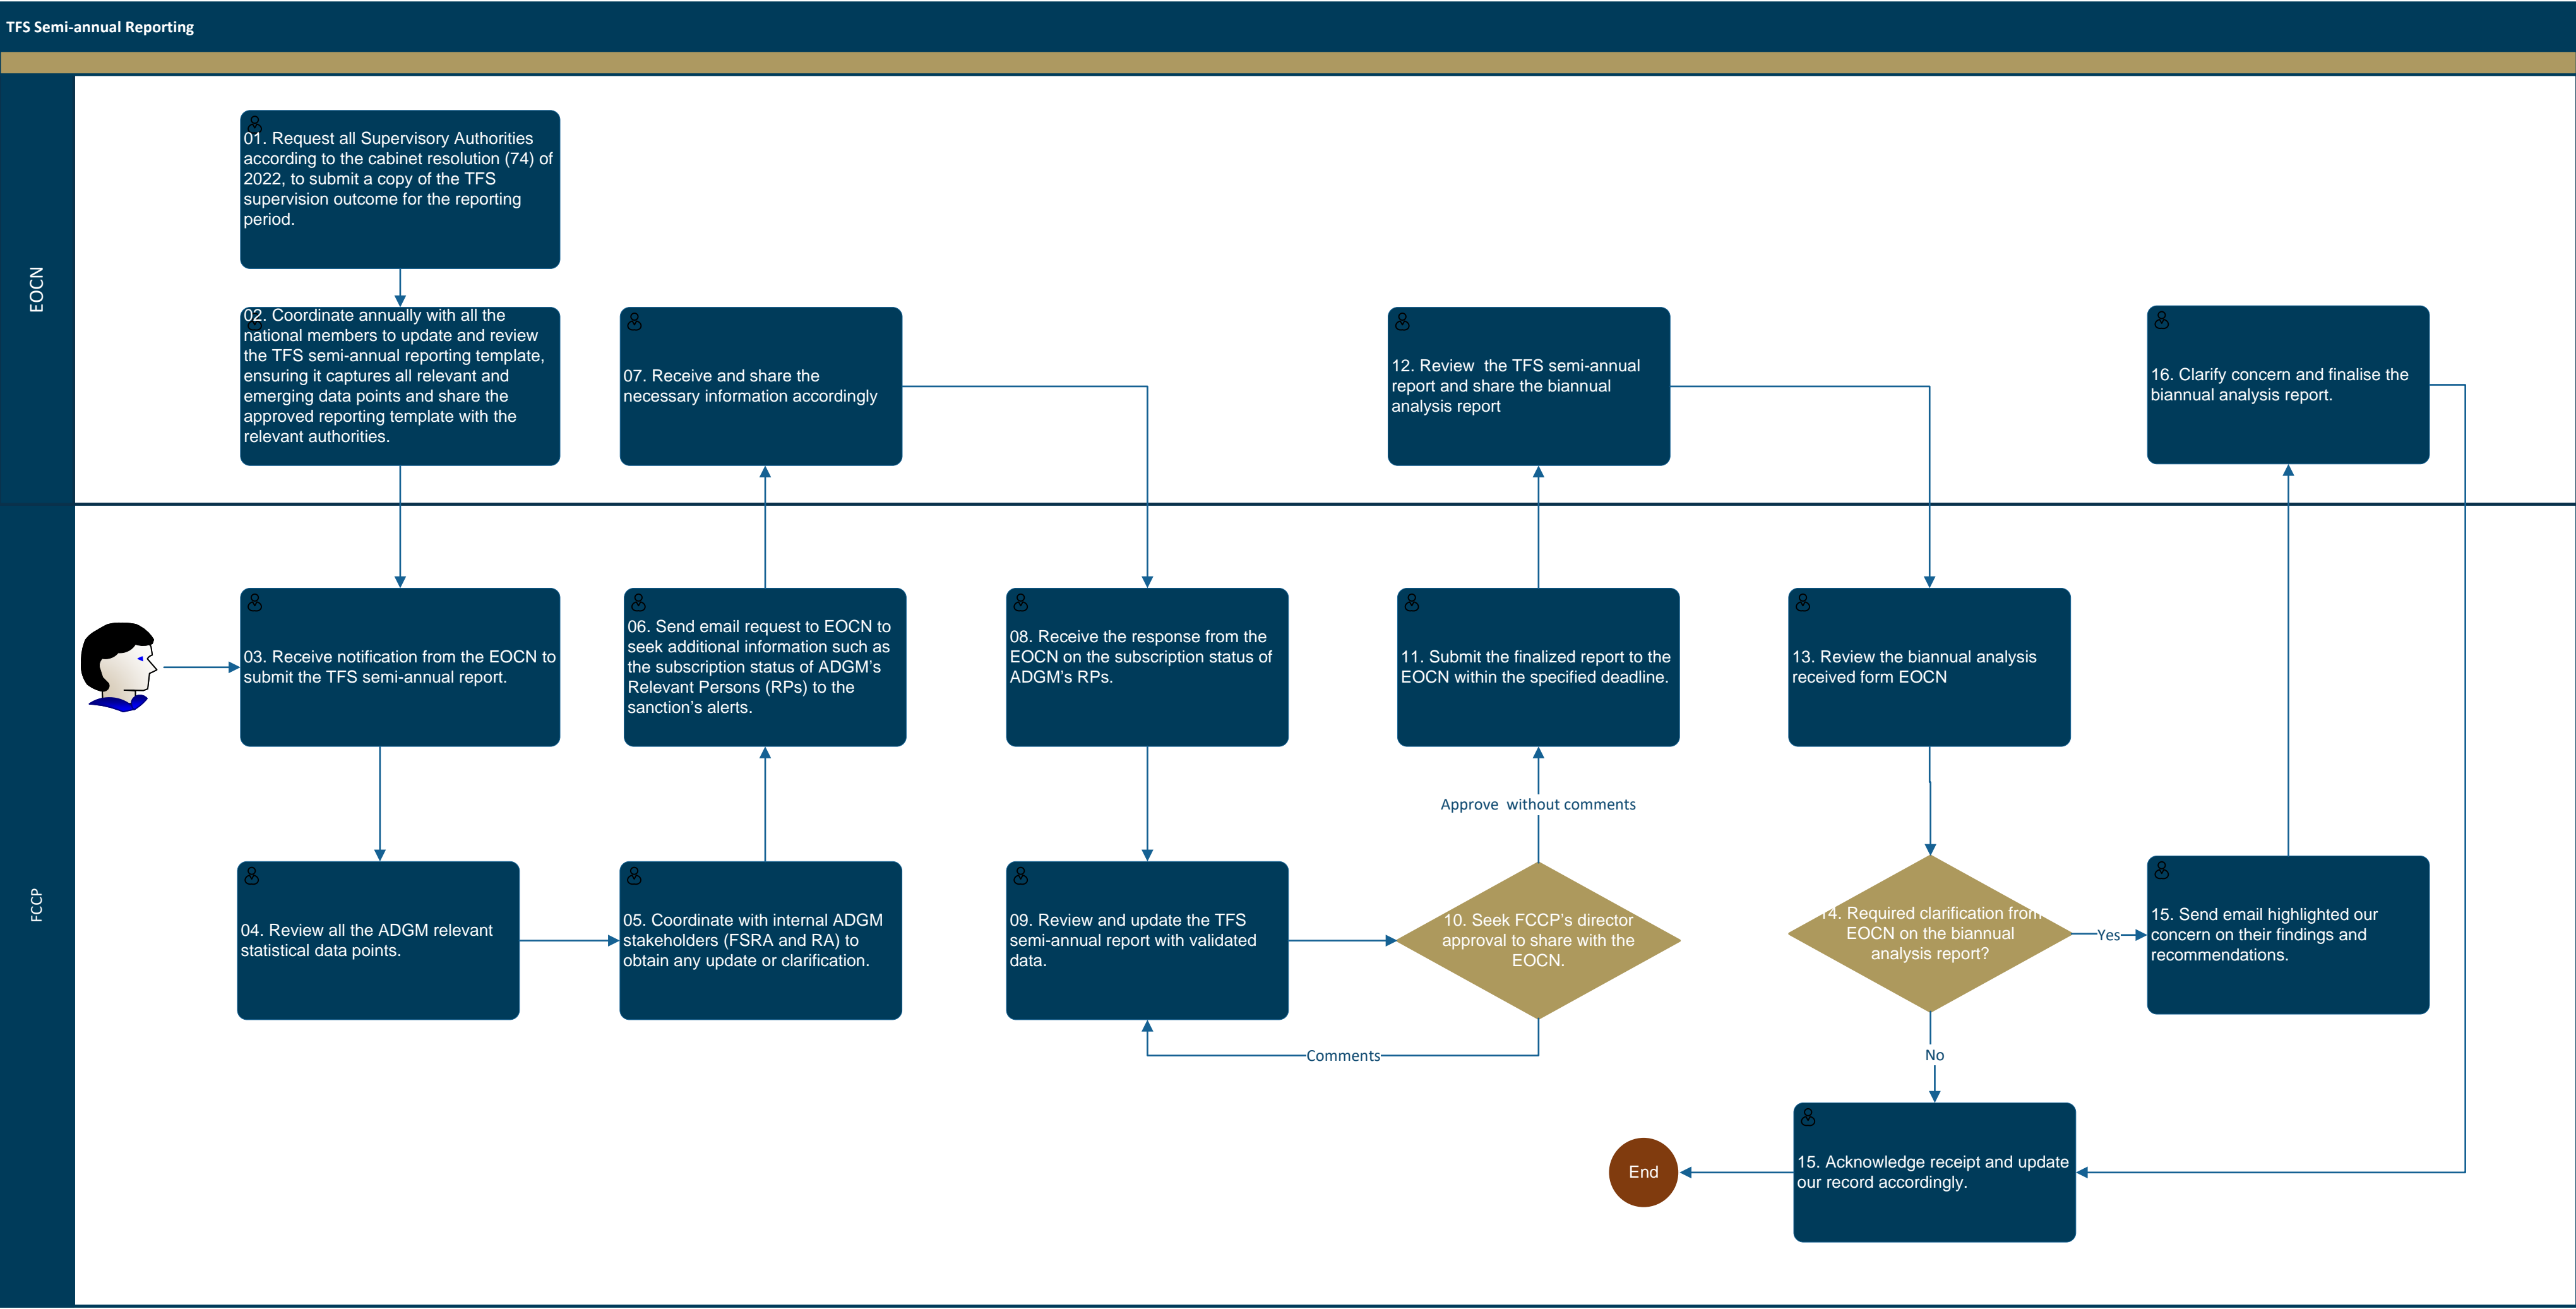 TFS Semi-annual Reporting
EOCN
01. Request all Supervisory Authorities
according to the cabinet resolution (74) of
2022, to submit a copy of the TFS
supervision outcome for the reporting
period.
02. Coordinate annually with all the
national members to update and review
the TFS semi-annual reporting template,
ensuring it captures all relevant and
emerging data points and share the
approved reporting template with the
relevant authorities.
07. Receive and share the
necessary information accordingly
12. Review  the TFS semi-annual
report and share the biannual
analysis report
16. Clarify concern and finalise the
biannual analysis report.
FCCP
03. Receive notification from the EOCN to
submit the TFS semi-annual report.
06. Send email request to EOCN to
seek additional information such as
the subscription status of ADGM’s
Relevant Persons (RPs) to the
sanction’s alerts.
08. Receive the response from the
EOCN on the subscription status of
ADGM’s RPs.
11. Submit the finalized report to the
EOCN within the specified deadline.
13. Review the biannual analysis
received form EOCN
Approve  without comments
04. Review all the ADGM relevant
statistical data points.
05. Coordinate with internal ADGM
stakeholders (FSRA and RA) to
obtain any update or clarification.
09. Review and update the TFS
semi-annual report with validated
data.
10. Seek FCCP’s director
approval to share with the
EOCN.
14. Required clarification from
EOCN on the biannual
analysis report?
Yes
15. Send email highlighted our
concern on their findings and
recommendations.
Comments
No
End
15. Acknowledge receipt and update
our record accordingly.